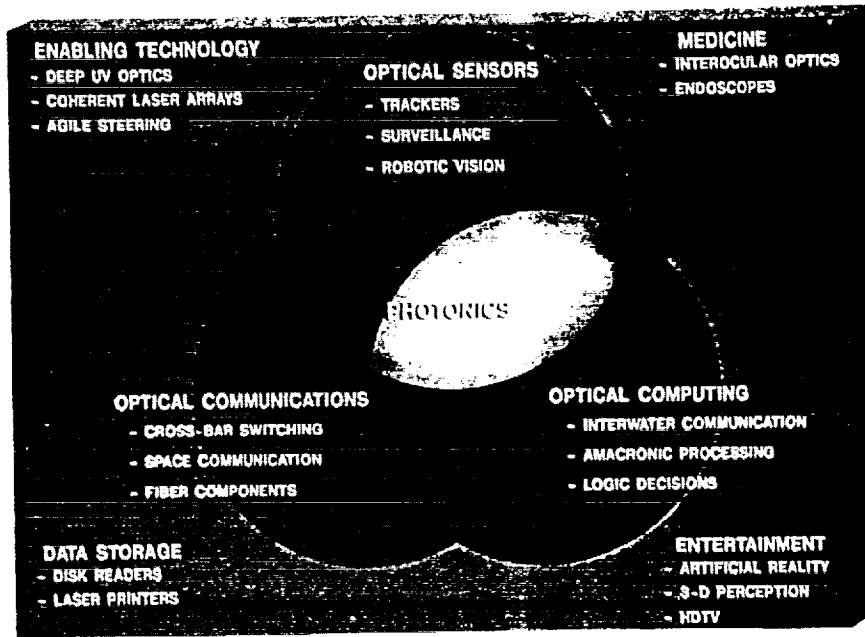 ENABLING TECHNOLOGY
- DEEP UV OPTICS
- COHERENT LASER ARRAYS
- AGILE STEERING
OPTICAL SENSORS
- TRACKERS
- SURVEILLANCE
- ROBOTIC VISION
MEDICINE
- INTEROCULAR OPTICS
- ENDOSCOPES
PHOTONICS
OPTICAL COMMUNICATIONS
- CROSS-BAR SWITCHING
- SPACE COMMUNICATION
- FIBER COMPONENTS
OPTICAL COMPUTING
- INTERWATER COMMUNICATION
- AMACRONIC PROCESSING
- LOGIC DECISIONS
DATA STORAGE
- DISK READERS
- LASER PRINTERS
ENTERTAINMENT
- ARTIFICIAL REALITY
- 3-D PERCEPTION
- HDTV